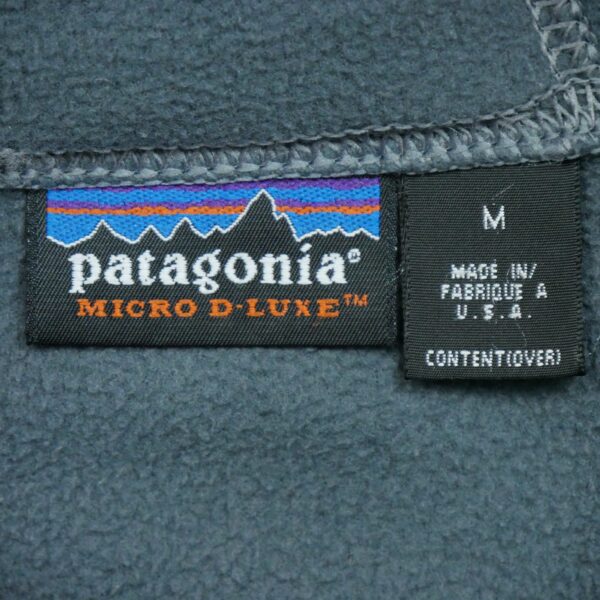 patagonia®
MICRO D-LUXE™
M
MADE IN/
FABRIQUE A
U.S.A.
CONTENT(OVER)